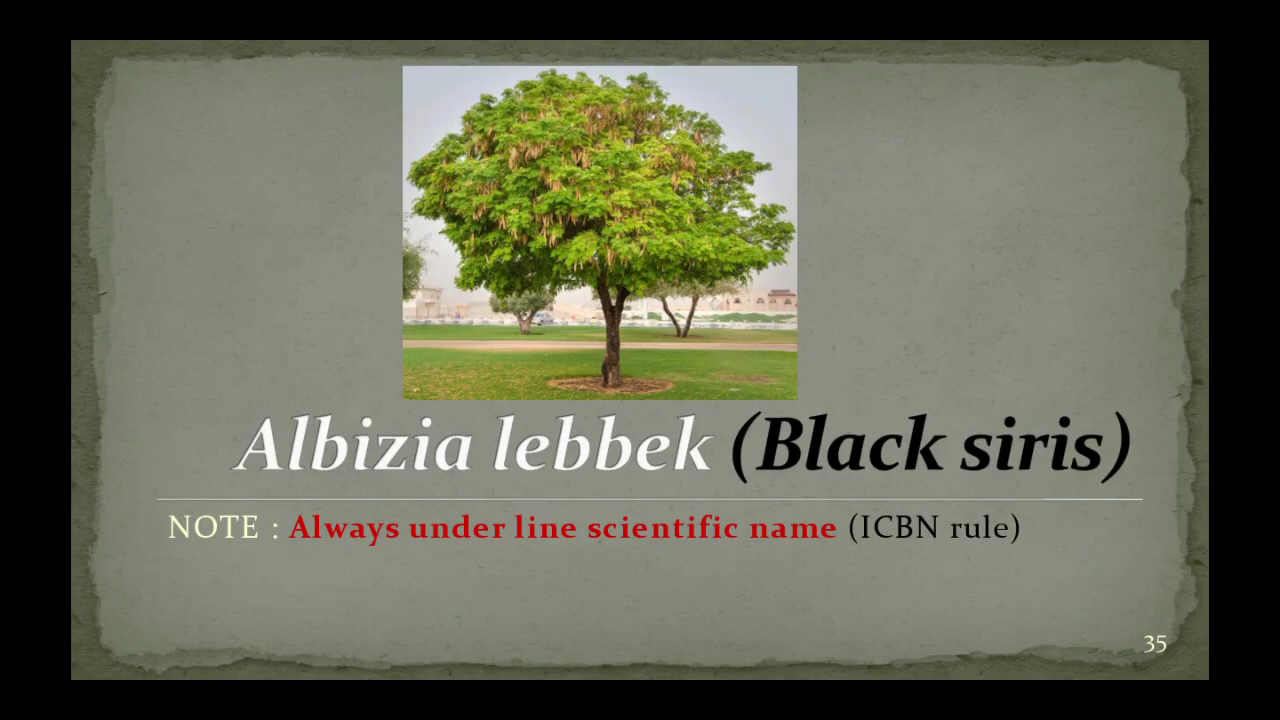 Albizia lebbek (Black siris)
NOTE : Always under line scientific name (ICBN rule)
35